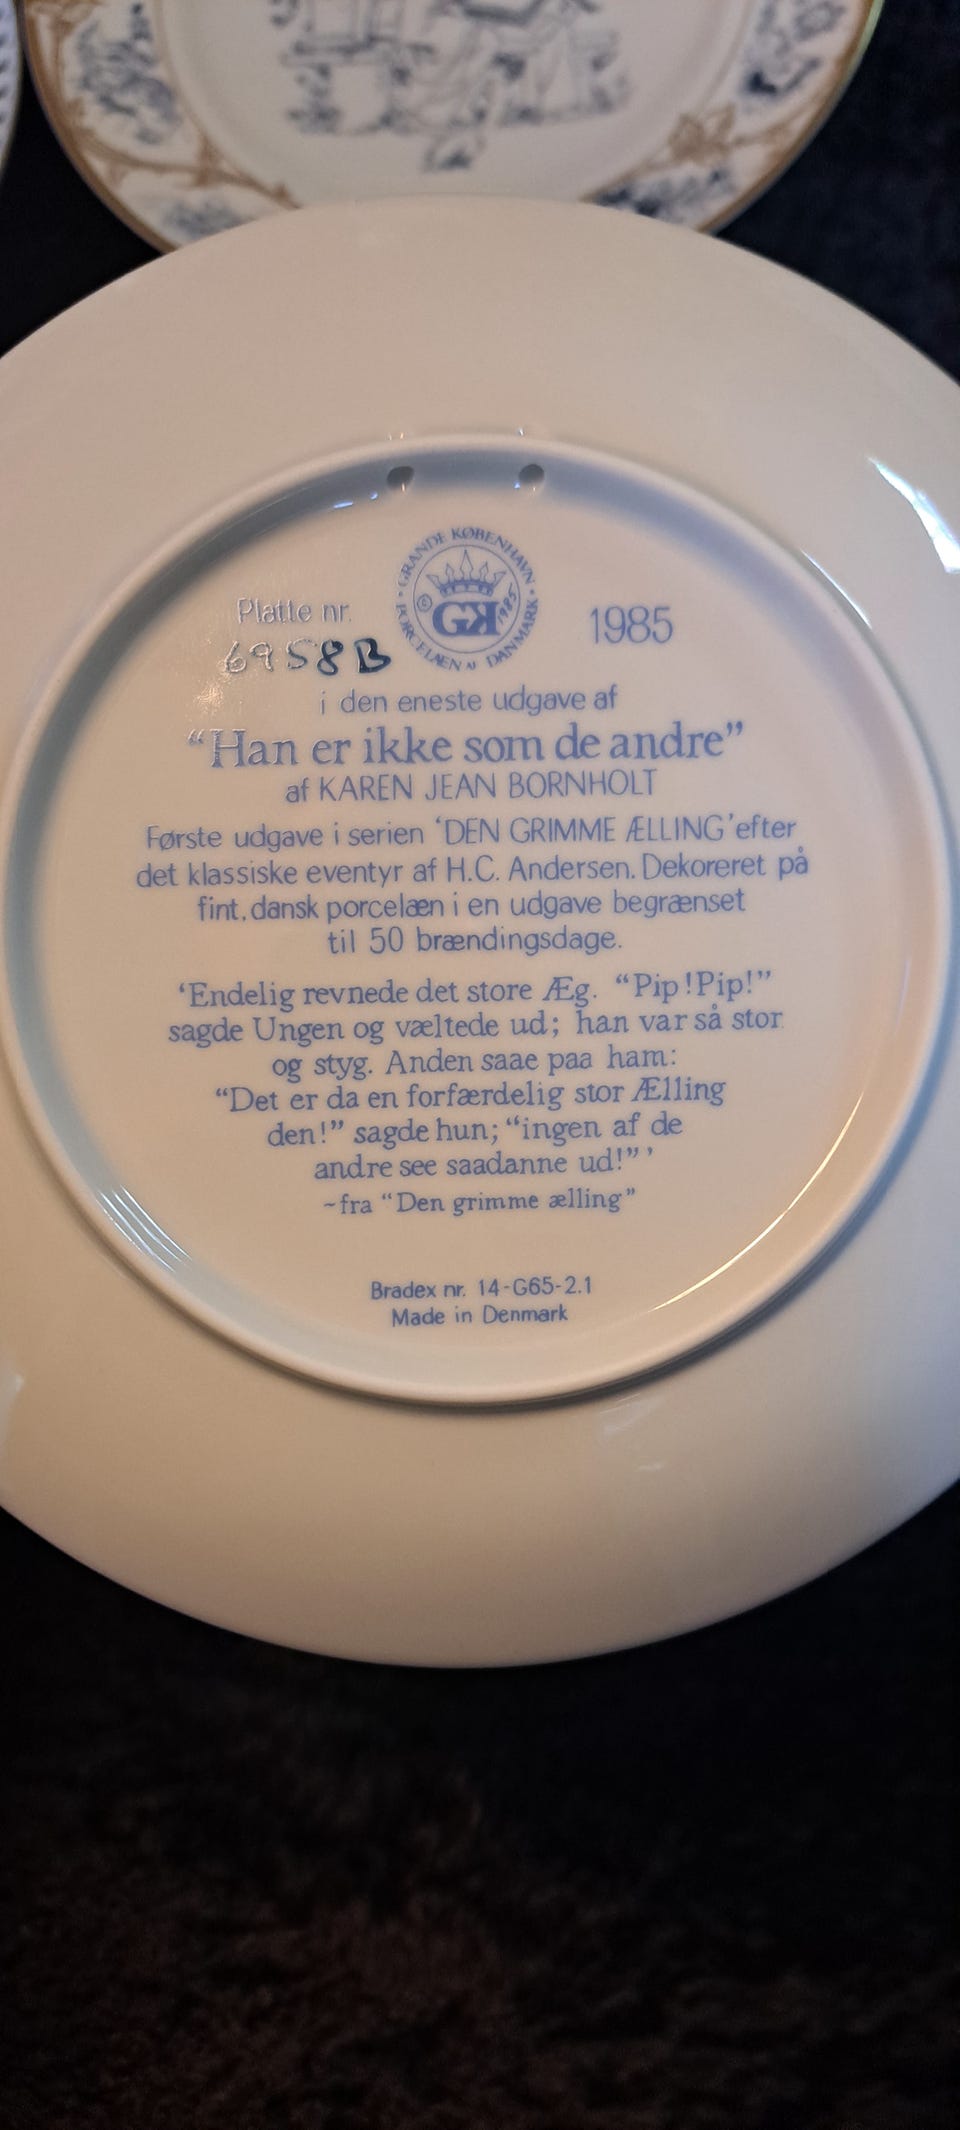 GRANDE KØBENHAVN
PORCELÆN AF DANMARK
© GK 1985
Platte nr.
6958B
1985
i den eneste udgave af
“Han er ikke som de andre”
af KAREN JEAN BORNHOLT
Første udgave i serien ‘DEN GRIMME ÆLLING’ efter
det klassiske eventyr af H.C. Andersen. Dekoreret på
fint, dansk porcelæn i en udgave begrænset
til 50 brændingsdage.
‘Endelig revnede det store Æg. “Pip!Pip!”
sagde Ungen og væltede ud; han var så stor
og styg. Anden saae paa ham:
“Det er da en forfærdelig stor Ælling
den!” sagde hun; “ingen af de
andre see saadanne ud!” ’
~fra “Den grimme ælling”
Bradex nr. 14-G65-2.1
Made in Denmark